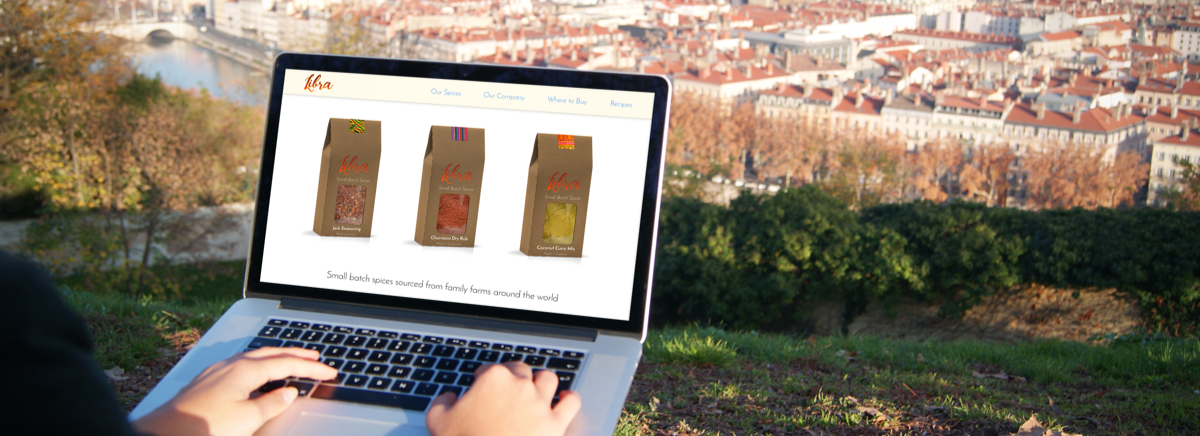 Libra
Our Spices Our Company Where to Buy Recipes
Libra
Small Batch Spices
Jerk Seasoning
Libra
Small Batch Spices
Churrasco Dry Rub
Libra
Small Batch Spices
Coconut Curry Mix
Small batch spices sourced from family farms around the world